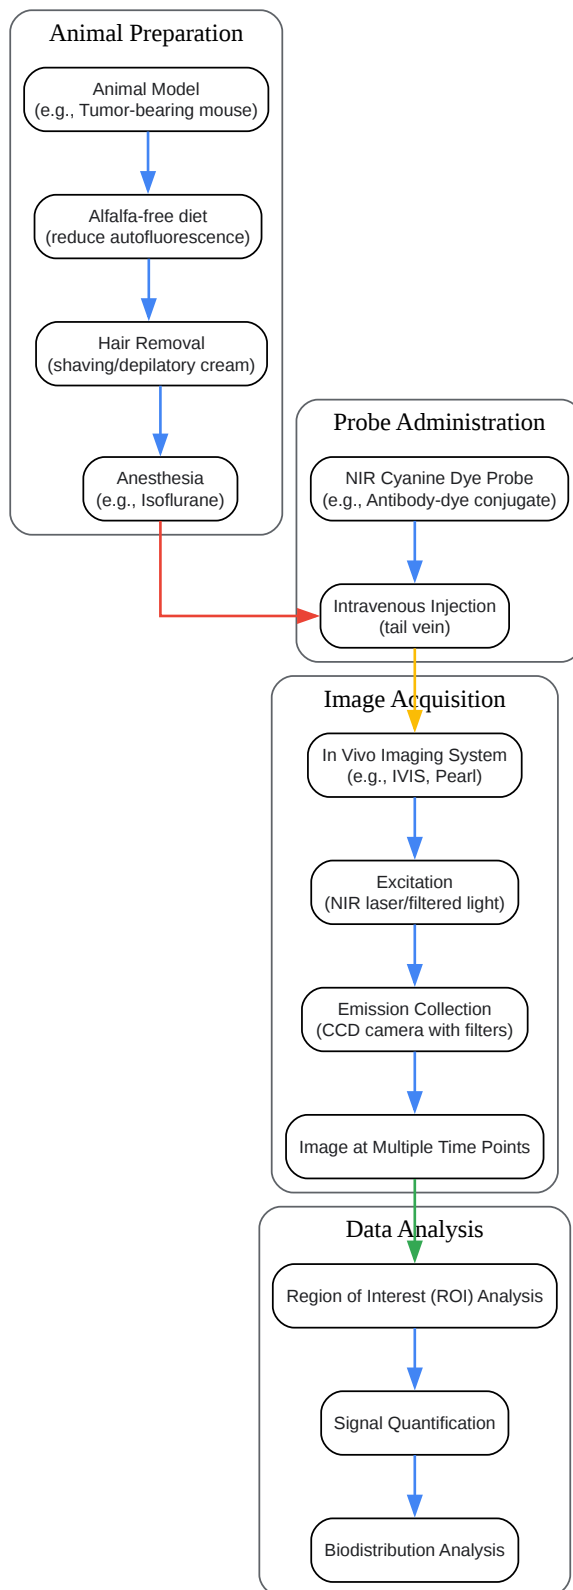 Animal Preparation
Animal Model
(e.g., Tumor-bearing mouse)
Alfalfa-free diet
(reduce autofluorescence)
Hair Removal
(shaving/depilatory cream)
Anesthesia
(e.g., Isoflurane)
Probe Administration
NIR Cyanine Dye Probe
(e.g., Antibody-dye conjugate)
Intravenous Injection
(tail vein)
Image Acquisition
In Vivo Imaging System
(e.g., IVIS, Pearl)
Excitation
(NIR laser/filtered light)
Emission Collection
(CCD camera with filters)
Image at Multiple Time Points
Data Analysis
Region of Interest (ROI) Analysis
Signal Quantification
Biodistribution Analysis